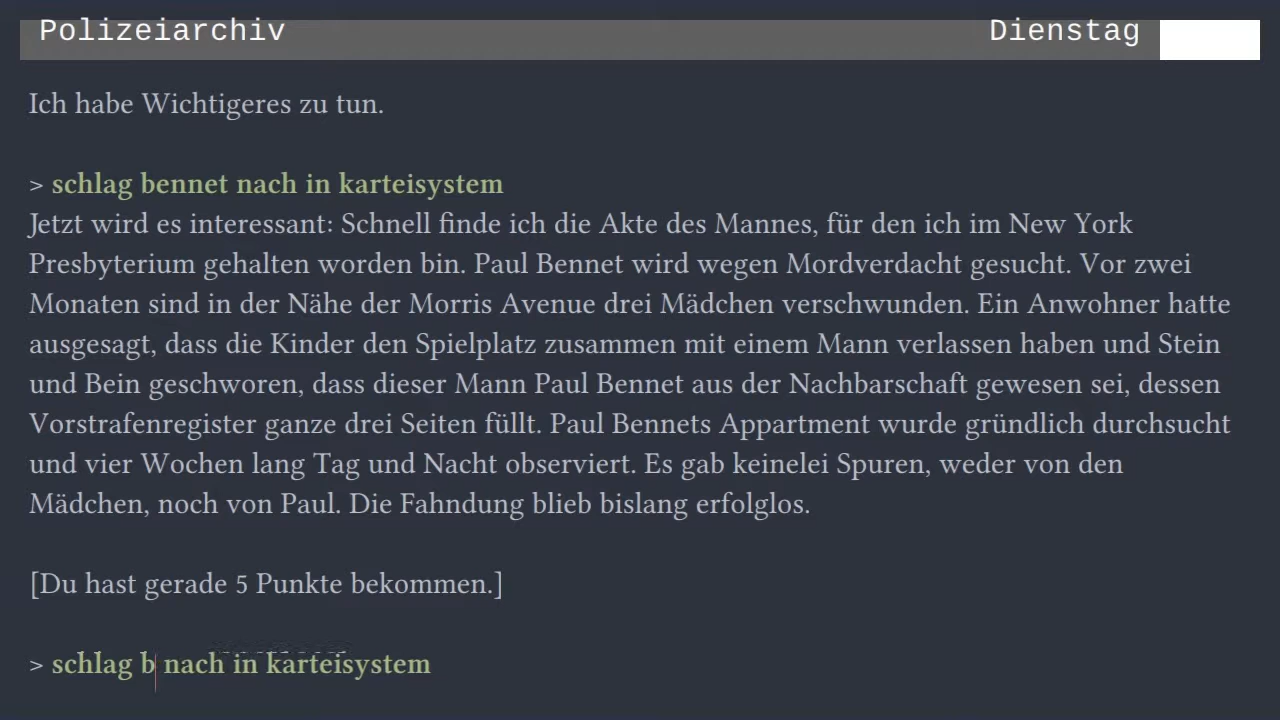 Polizeiarchiv Dienstag
Ich habe Wichtigeres zu tun.
> schlag bennet nach in karteisystem
Jetzt wird es interessant: Schnell finde ich die Akte des Mannes, für den ich im New York
Presbyterium gehalten worden bin. Paul Bennet wird wegen Mordverdacht gesucht. Vor zwei
Monaten sind in der Nähe der Morris Avenue drei Mädchen verschwunden. Ein Anwohner hatte
ausgesagt, dass die Kinder den Spielplatz zusammen mit einem Mann verlassen haben und Stein
und Bein geschworen, dass dieser Mann Paul Bennet aus der Nachbarschaft gewesen sei, dessen
Vorstrafenregister ganze drei Seiten füllt. Paul Bennets Appartment wurde gründlich durchsucht
und vier Wochen lang Tag und Nacht observiert. Es gab keinelei Spuren, weder von den
Mädchen, noch von Paul. Die Fahndung blieb bislang erfolglos.
[Du hast gerade 5 Punkte bekommen.]
> schlag b nach in karteisystem